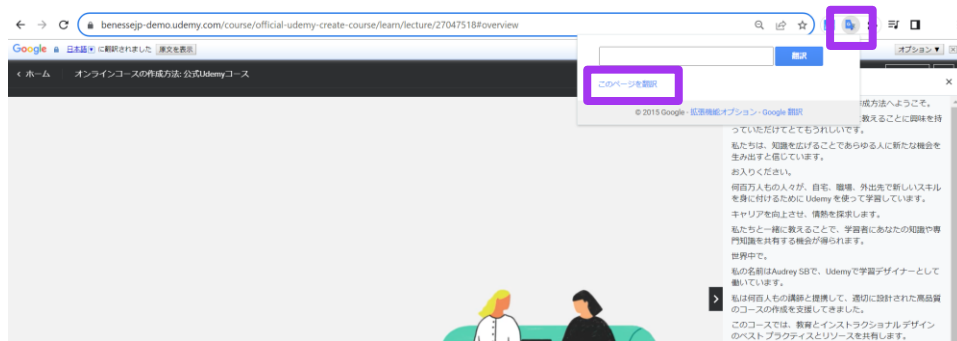 benessejp-demo.udemy.com/course/official-udemy-create-course/learn/lecture/27047518#overview
Google 日本語 に翻訳されました 原文を表示 オプション▼
翻訳
このページを翻訳
© 2015 Google - 拡張機能オプション - Google 翻訳
< ホーム オンラインコースの作成方法: 公式Udemyコース
成方法へようこそ。
教えることに興味を持
っていただけてとてもうれしいです。
私たちは、知識を広げることであらゆる人に新たな機会を
生み出すと信じています。
お入りください。
何百万人もの人々が、自宅、職場、外出先で新しいスキル
を身に付けるために Udemy を使って学習しています。
キャリアを向上させ、情熱を探求します。
私たちと一緒に教えることで、学習者にあなたの知識や専
門知識を共有する機会が得られます。
世界中で。
私の名前はAudrey SBで、Udemyで学習デザイナーとして
働いています。
私は何百人もの講師と提携して、適切に設計された高品質
のコースの作成を支援してきました。
このコースでは、教育とインストラクショナル デザイン
のベスト プラクティスとリソースを共有します。